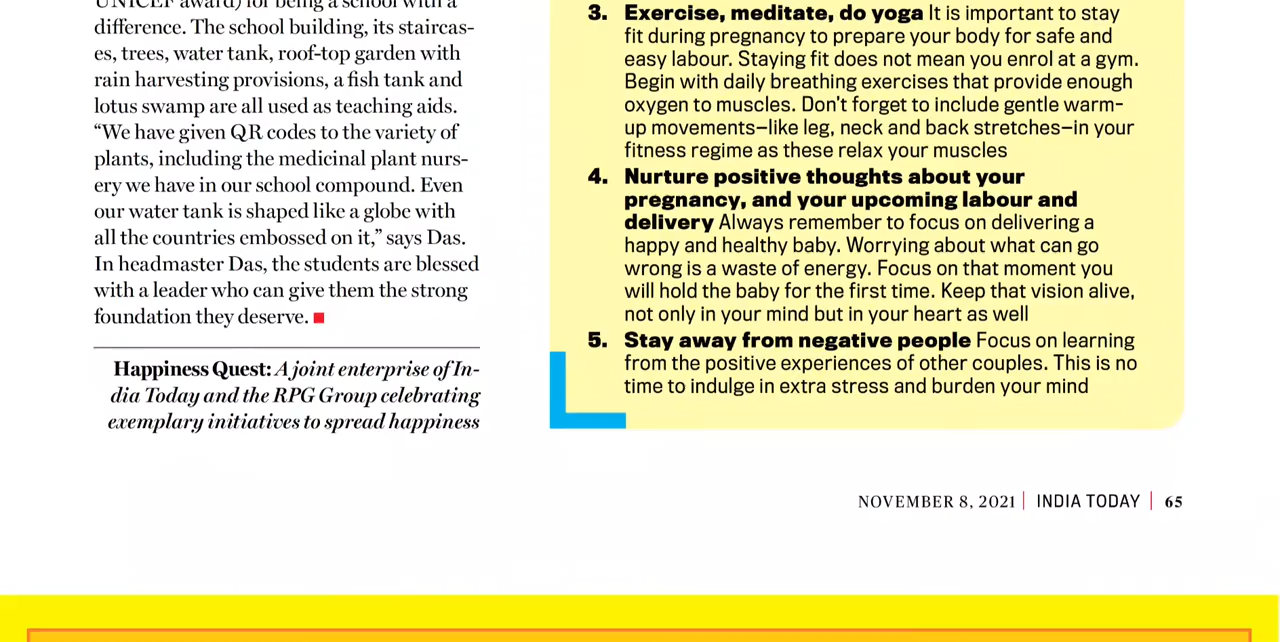 UNICEF award) for being a school with a
difference. The school building, its staircas-
es, trees, water tank, roof-top garden with
rain harvesting provisions, a fish tank and
lotus swamp are all used as teaching aids.
“We have given QR codes to the variety of
plants, including the medicinal plant nurs-
ery we have in our school compound. Even
our water tank is shaped like a globe with
all the countries embossed on it,” says Das.
In headmaster Das, the students are blessed
with a leader who can give them the strong
foundation they deserve.
Happiness Quest: A joint enterprise of In-
dia Today and the RPG Group celebrating
exemplary initiatives to spread happiness
3. Exercise, meditate, do yoga It is important to stay
fit during pregnancy to prepare your body for safe and
easy labour. Staying fit does not mean you enrol at a gym.
Begin with daily breathing exercises that provide enough
oxygen to muscles. Don't forget to include gentle warm-
up movements—like leg, neck and back stretches—in your
fitness regime as these relax your muscles
4. Nurture positive thoughts about your
pregnancy, and your upcoming labour and
delivery Always remember to focus on delivering a
happy and healthy baby. Worrying about what can go
wrong is a waste of energy. Focus on that moment you
will hold the baby for the first time. Keep that vision alive,
not only in your mind but in your heart as well
5. Stay away from negative people Focus on learning
from the positive experiences of other couples. This is no
time to indulge in extra stress and burden your mind
NOVEMBER 8, 2021 | INDIA TODAY | 65